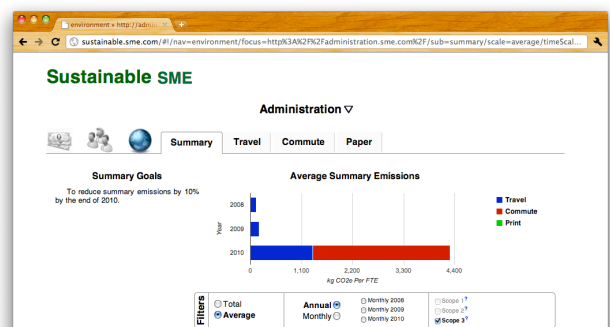 environment » http://admin
sustainable.sme.com/#!/nav=environment/focus=http%3A%2F%2Fadministration.sme.com%2F/sub=summary/scale=average/timeScal...
Sustainable SME
Administration ▽
Summary Travel Commute Paper
Summary Goals
To reduce summary emissions by 10%
by the end of 2010.
Average Summary Emissions
Year
2008
2009
2010
0 1,100 2,200 3,300 4,400
kg CO2e Per FTE
Travel
Commute
Print
Filters
Total
Average
Annual
Monthly
Monthly 2008
Monthly 2009
Monthly 2010
Scope 1?
Scope 2?
Scope 3?